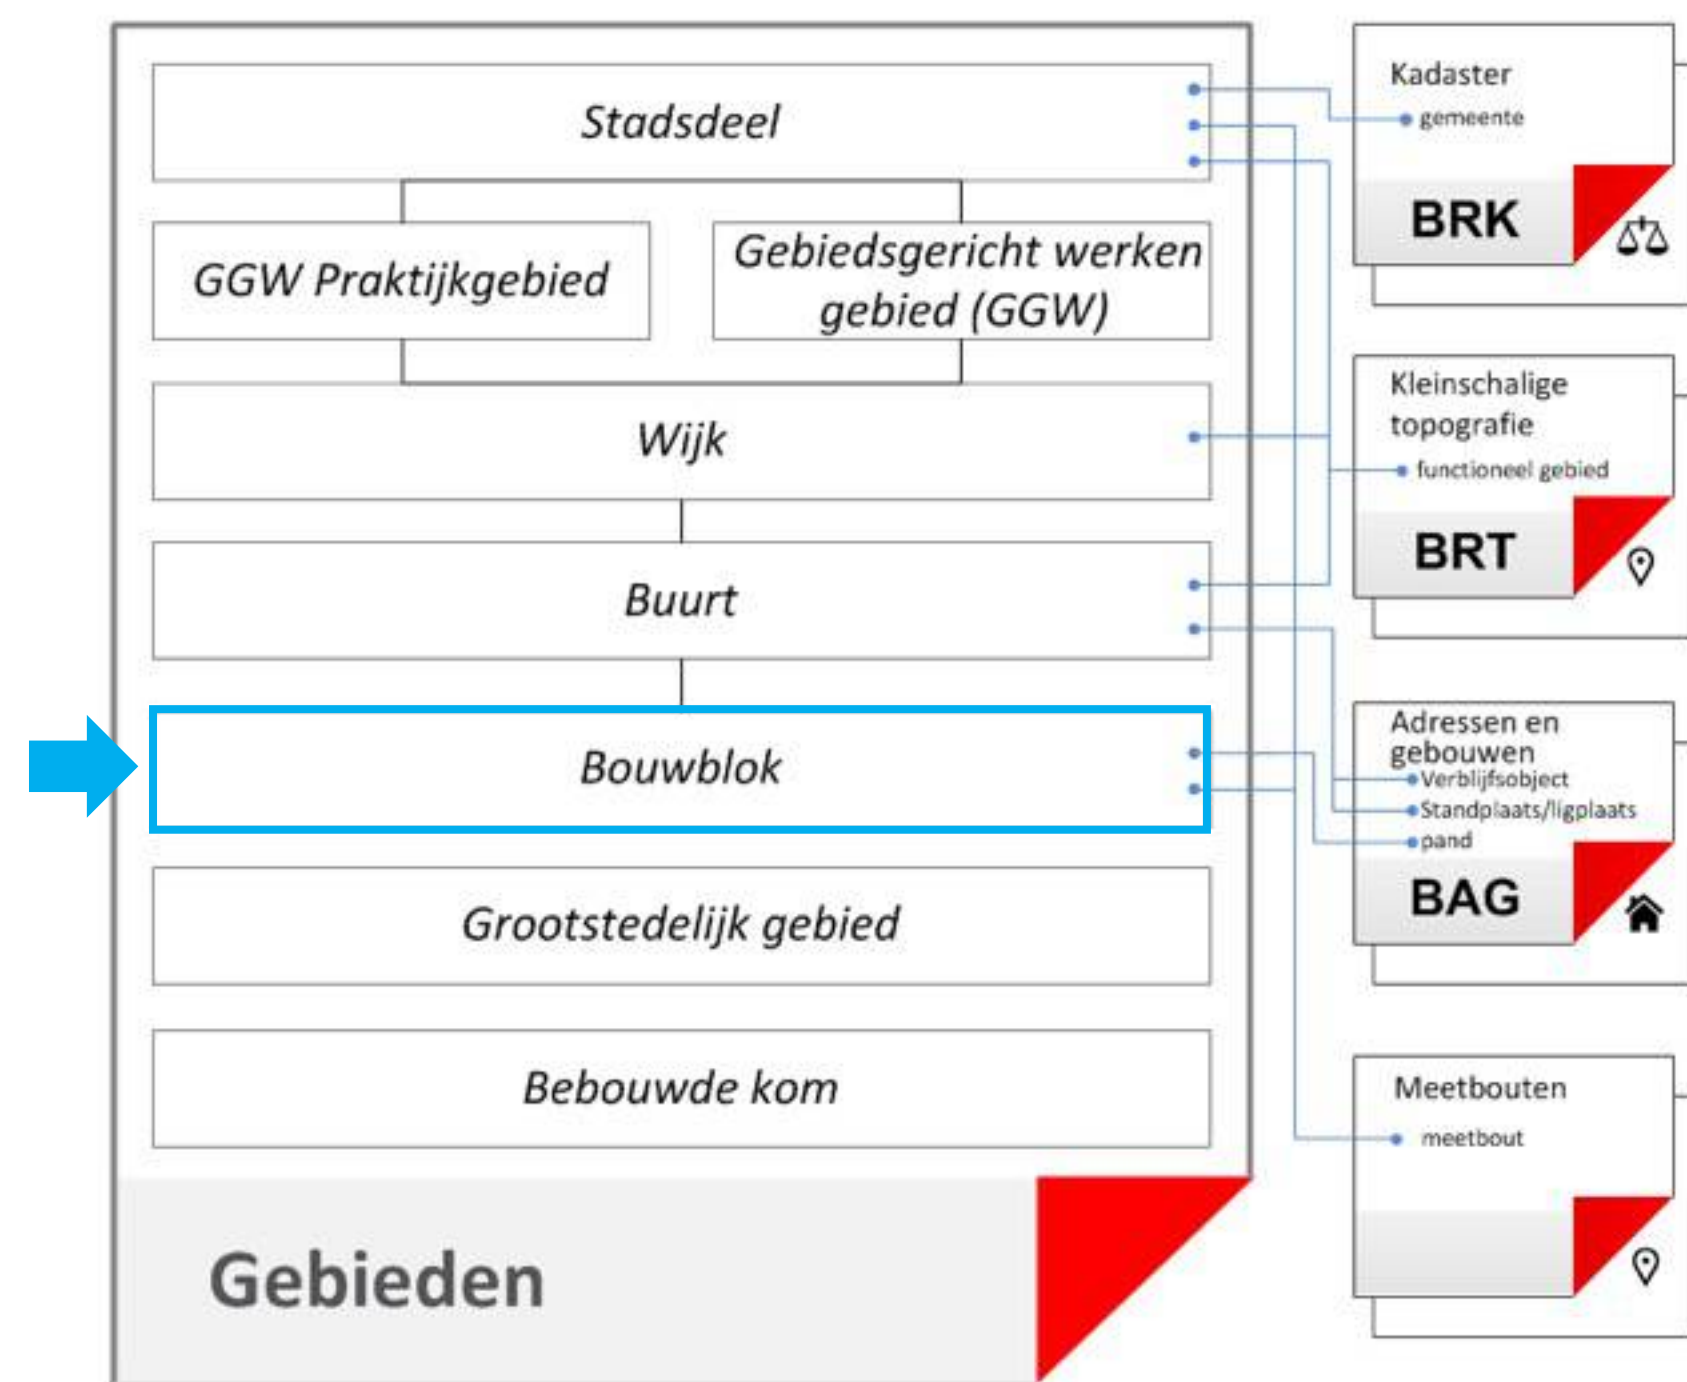 Stadsdeel
GGW Praktijkgebied
Gebiedsgericht werken
gebied (GGW)
Wijk
Buurt
Bouwblok
Grootstedelijk gebied
Bebouwde kom
Gebieden
Kadaster
gemeente
BRK
Kleinschalige
topografie
functioneel gebied
BRT
Adressen en
gebouwen
Verblijfsobject
Standplaats/ligplaats
pand
BAG
Meetbouten
meetbout